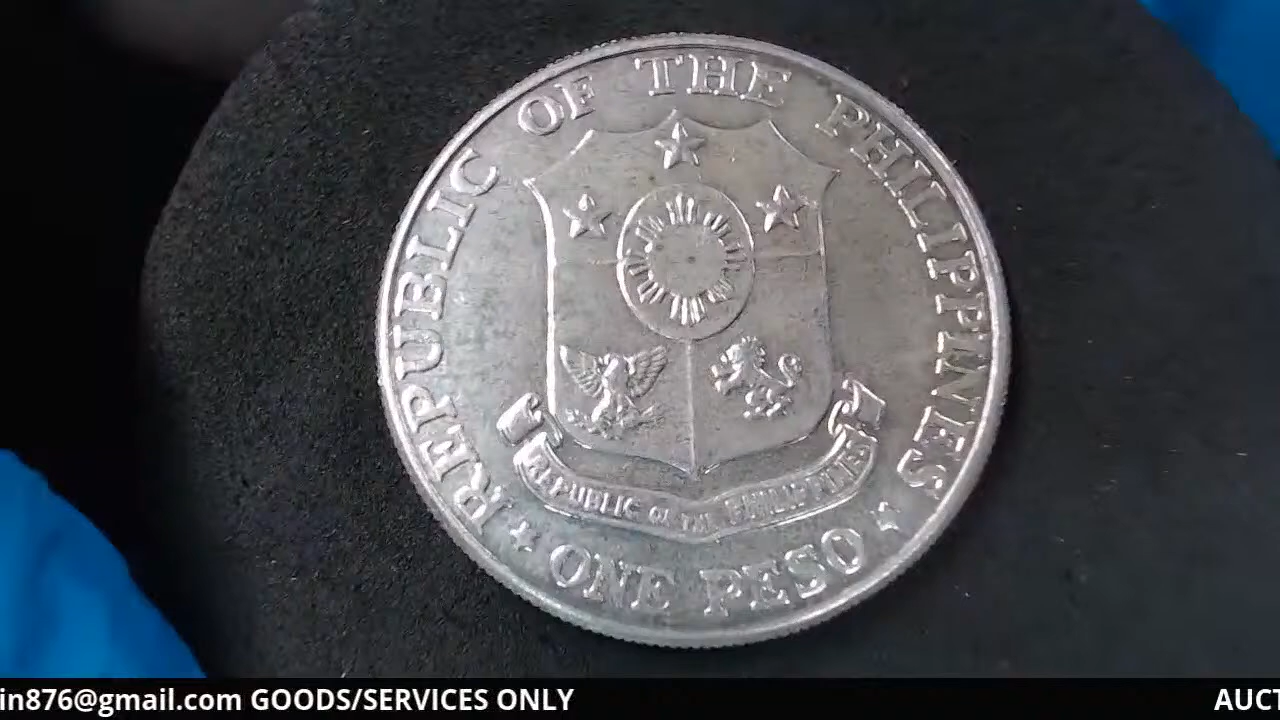 REPUBLIC OF THE PHILIPPINES
REPUBLIC OF THE PHILIPPINES
ONE PESO
in876@gmail.com GOODS/SERVICES ONLY
AUCT